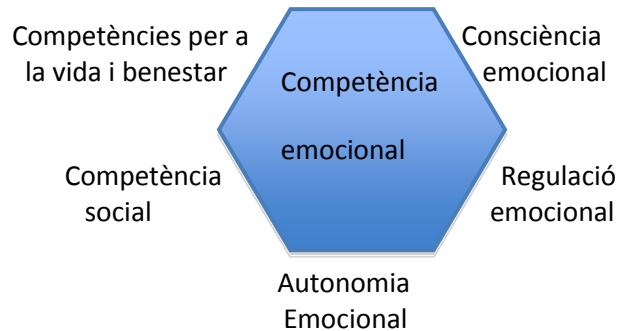 Competències per a
la vida i benestar
Consciència
emocional
Competència
emocional
Competència
social
Regulació
emocional
Autonomia
Emocional